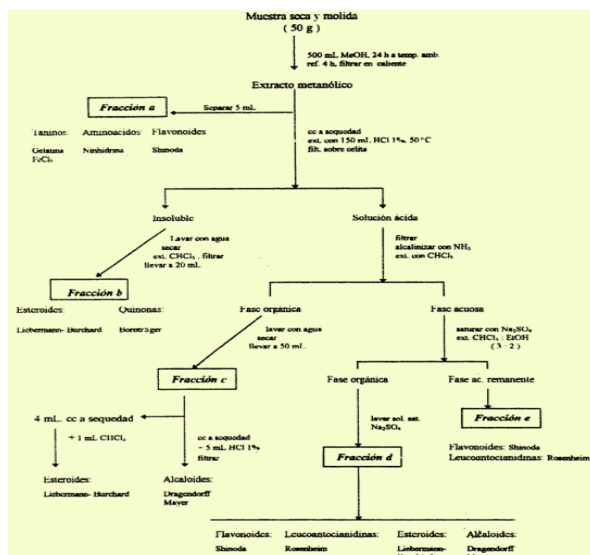 Muestra seca y molida
( 50 g )
500 mL MeOH, 24 h a temp. amb.
ref. 4 h, filtrar en caliente
Extracto metanólico
Fracción a
Separar 5 mL
Taninos: Aminoacidos: Flavonoides
Gelatina Ninhidrina Shinoda
FeCl₃
cc a sequedad
ext. con 150 mL HCl 1%, 50°C
filt. sobre celita
Insoluble
Solución ácida
Lavar con agua
secar
ext. CHCl₃ , filtrar
llevar a 20 mL
filtrar
alcalinizar con NH₃
ext. con CHCl₃
Fracción b
Esteroides: Quinonas:
Liebermann- Burchard Bornträger
Fase orgánica
Fase acuosa
lavar con agua
secar
llevar a 50 mL.
saturar con Na₂SO₄
ext. CHCl₃ : EtOH
( 3 : 2 )
Fracción c
Fase orgánica
Fase ac. remanente
4 mL. cc a sequedad
+ 1 mL CHCl₃
cc a sequedad
+ 5 mL HCl 1%
filtrar
lavar sol. sat.
Na₂SO₄
Fracción e
Flavonoides: Shinoda
Leucoantocianidinas: Rosenheim
Fracción d
Esteroides:
Liebermann- Burchard
Alcaloides:
Dragendorff
Mayer
Flavonoides: Leucoantocianidinas: Esteroides: Alcaloides:
Shinoda Rosenheim Liebermann- Dragendorff